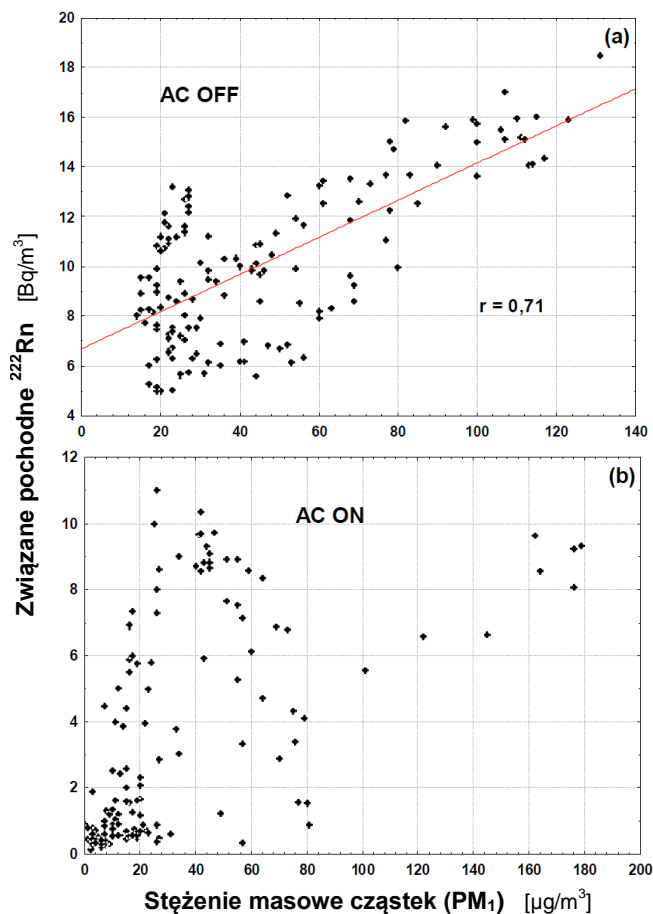 (a)
AC OFF
r = 0,71
18
16
14
12
10
8
6
4
0 20 40 60 80 100 120 140
Związane pochodne ²²²Rn [Bq/m³]
(b)
AC ON
12
10
8
6
4
2
0
0 20 40 60 80 100 120 140 160 180 200
Stężenie masowe cząstek (PM₁) [µg/m³]